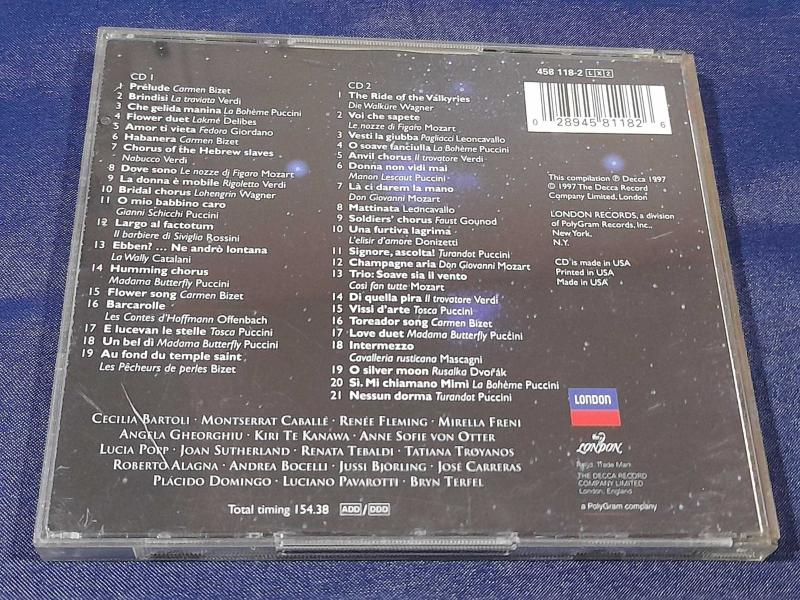 CD 1
1 Prélude Carmen Bizet
2 Brindisi La traviata Verdi
3 Che gelida manina La Bohème Puccini
4 Flower duet Lakmé Delibes
5 Amor ti vieta Fedora Giordano
6 Habanera Carmen Bizet
7 Chorus of the Hebrew slaves
Nabucco Verdi
8 Dove sono Le nozze di Figaro Mozart
9 La donna è mobile Rigoletto Verdi
10 Bridal chorus Lohengrin Wagner
11 O mio babbino caro
Gianni Schicchi Puccini
12 Largo al factotum
Il barbiere di Siviglia Rossini
13 Ebben? ... Ne andrò lontana
La Wally Catalani
14 Humming chorus
Madama Butterfly Puccini
15 Flower song Carmen Bizet
16 Barcarolle
Les Contes d'Hoffmann Offenbach
17 E lucevan le stelle Tosca Puccini
18 Un bel dì Madama Butterfly Puccini
19 Au fond du temple saint
Les Pêcheurs de perles Bizet
CD 2
1 The Ride of the Valkyries
Die Walküre Wagner
2 Voi che sapete
Le nozze di Figaro Mozart
3 Vesti la giubba Pagliacci Leoncavallo
4 O soave fanciulla La Bohème Puccini
5 Anvil chorus Il trovatore Verdi
6 Donna non vidi mai
Manon Lescaut Puccini
7 Là ci darem la mano
Don Giovanni Mozart
8 Mattinata Leoncavallo
9 Soldiers' chorus Faust Gounod
10 Una furtiva lagrima
L'elisir d'amore Donizetti
11 Signore, ascolta! Turandot Puccini
12 Champagne aria Don Giovanni Mozart
13 Trio: Soave sia il vento
Così fan tutte Mozart
14 Di quella pira Il trovatore Verdi
15 Vissi d'arte Tosca Puccini
16 Toreador song Carmen Bizet
17 Love duet Madama Butterfly Puccini
18 Intermezzo
Cavalleria rusticana Mascagni
19 O silver moon Rusalka Dvořák
20 Sì. Mi chiamano Mimì La Bohème Puccini
21 Nessun dorma Turandot Puccini
458 118-2 LX2
0 28945 81182 6
This compilation ℗ Decca 1997
© 1997 The Decca Record
Company Limited, London
LONDON RECORDS, a division
of PolyGram Records, Inc.,
New York,
N.Y.
CD is made in USA
Printed in USA
Made in USA
CECILIA BARTOLI · MONTSERRAT CABALLÉ · RENÉE FLEMING · MIRELLA FRENI
ANGELA GHEORGHIU · KIRI TE KANAWA · ANNE SOFIE VON OTTER
LUCIA POPP · JOAN SUTHERLAND · RENATA TEBALDI · TATIANA TROYANOS
ROBERTO ALAGNA · ANDREA BOCELLI · JUSSI BJÖRLING · JOSÉ CARRERAS
PLÁCIDO DOMINGO · LUCIANO PAVAROTTI · BRYN TERFEL
Total timing 154.38 ADD/DDD
LONDON
the
LONDON
Regd. Trade Mark
THE DECCA RECORD
COMPANY LIMITED
London, England
a PolyGram company